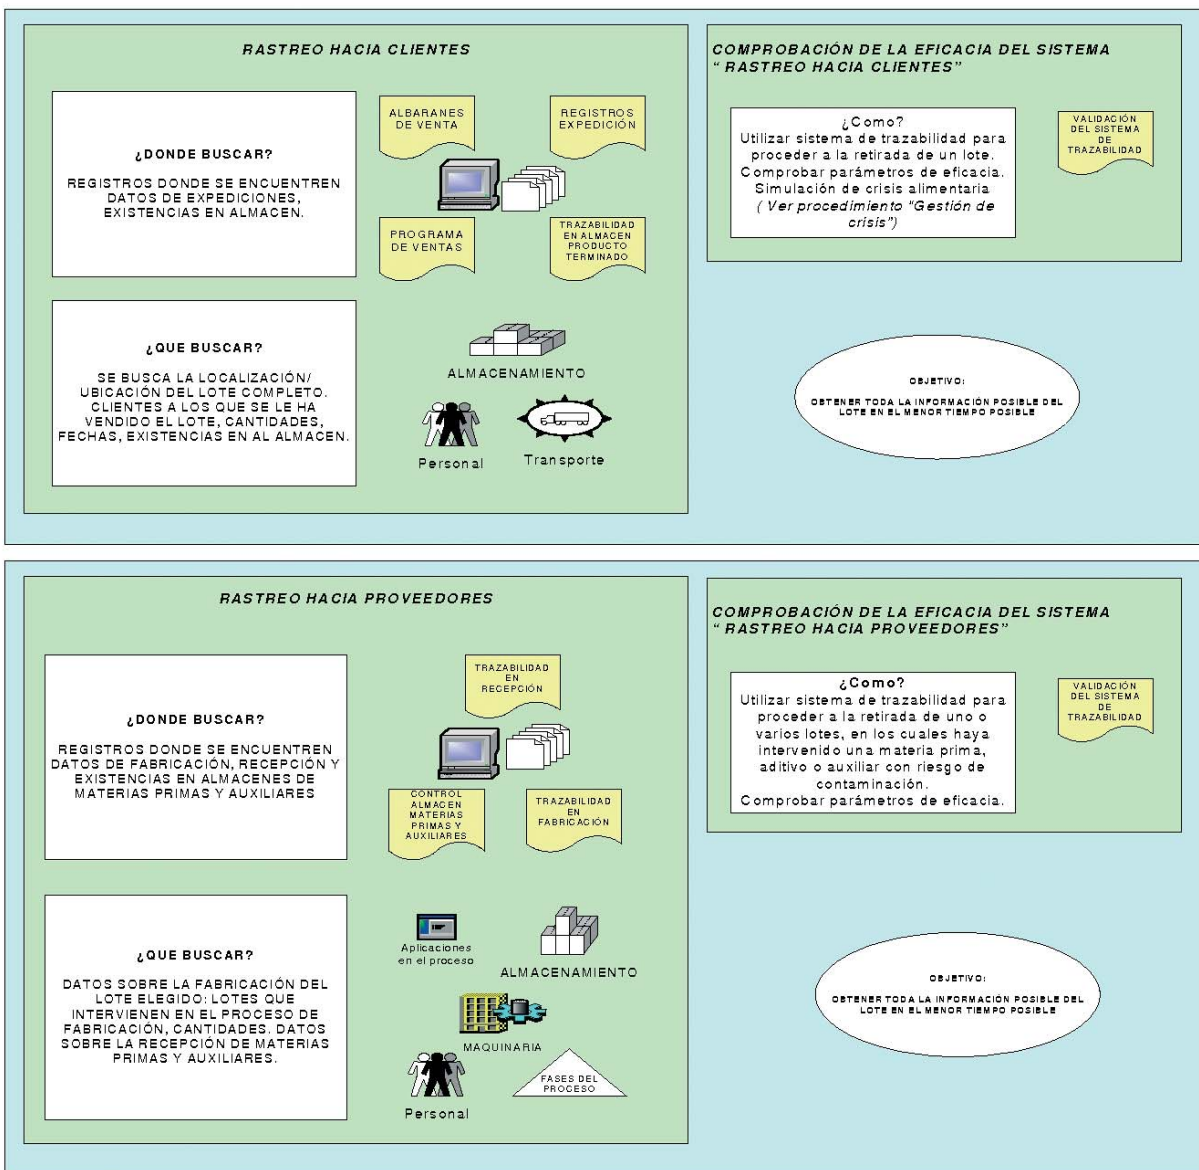 RASTREO HACIA CLIENTES
¿DONDE BUSCAR?
REGISTROS DONDE SE ENCUENTREN
DATOS DE EXPEDICIONES,
EXISTENCIAS EN ALMACEN.
ALBARANES
DE VENTA
REGISTROS
EXPEDICIÓN
PROGRAMA
DE VENTAS
TRAZABILIDAD
EN ALMACEN
PRODUCTO
TERMINADO
¿QUE BUSCAR?
SE BUSCA LA LOCALIZACIÓN/
UBICACIÓN DEL LOTE COMPLETO.
CLIENTES A LOS QUE SE LE HA
VENDIDO EL LOTE, CANTIDADES,
FECHAS, EXISTENCIAS EN AL ALMACEN.
ALMACENAMIENTO
Personal
Transporte
COMPROBACIÓN DE LA EFICACIA DEL SISTEMA
“ RASTREO HACIA CLIENTES”
¿Como?
Utilizar sistema de trazabilidad para
proceder a la retirada de un lote.
Comprobar parámetros de eficacia.
Simulación de crisis alimentaria
( Ver procedimiento “Gestión de
crisis”)
VALIDACIÓN
DEL SISTEMA
DE
TRAZABILIDAD
OBJETIVO:
OBTENER TODA LA INFORMACIÓN POSIBLE DEL
LOTE EN EL MENOR TIEMPO POSIBLE
RASTREO HACIA PROVEEDORES
¿DONDE BUSCAR?
REGISTROS DONDE SE ENCUENTREN
DATOS DE FABRICACIÓN, RECEPCIÓN Y
EXISTENCIAS EN ALMACENES DE
MATERIAS PRIMAS Y AUXILIARES
TRAZABILIDAD
EN
RECEPCIÓN
CONTROL
ALMACEN
MATERIAS
PRIMAS Y
AUXILIARES
TRAZABILIDAD
EN
FABRICACIÓN
¿QUE BUSCAR?
DATOS SOBRE LA FABRICACIÓN DEL
LOTE ELEGIDO: LOTES QUE
INTERVIENEN EN EL PROCESO DE
FABRICACIÓN, CANTIDADES. DATOS
SOBRE LA RECEPCIÓN DE MATERIAS
PRIMAS Y AUXILIARES.
Aplicaciones
en el proceso
ALMACENAMIENTO
MAQUINARIA
Personal
FASES DEL
PROCESO
COMPROBACIÓN DE LA EFICACIA DEL SISTEMA
“ RASTREO HACIA PROVEEDORES”
¿Como?
Utilizar sistema de trazabilidad para
proceder a la retirada de uno o
varios lotes, en los cuales haya
intervenido una materia prima,
aditivo o auxiliar con riesgo de
contaminación.
Comprobar parámetros de eficacia.
VALIDACIÓN
DEL SISTEMA
DE
TRAZABILIDAD
OBJETIVO:
OBTENER TODA LA INFORMACIÓN POSIBLE DEL
LOTE EN EL MENOR TIEMPO POSIBLE